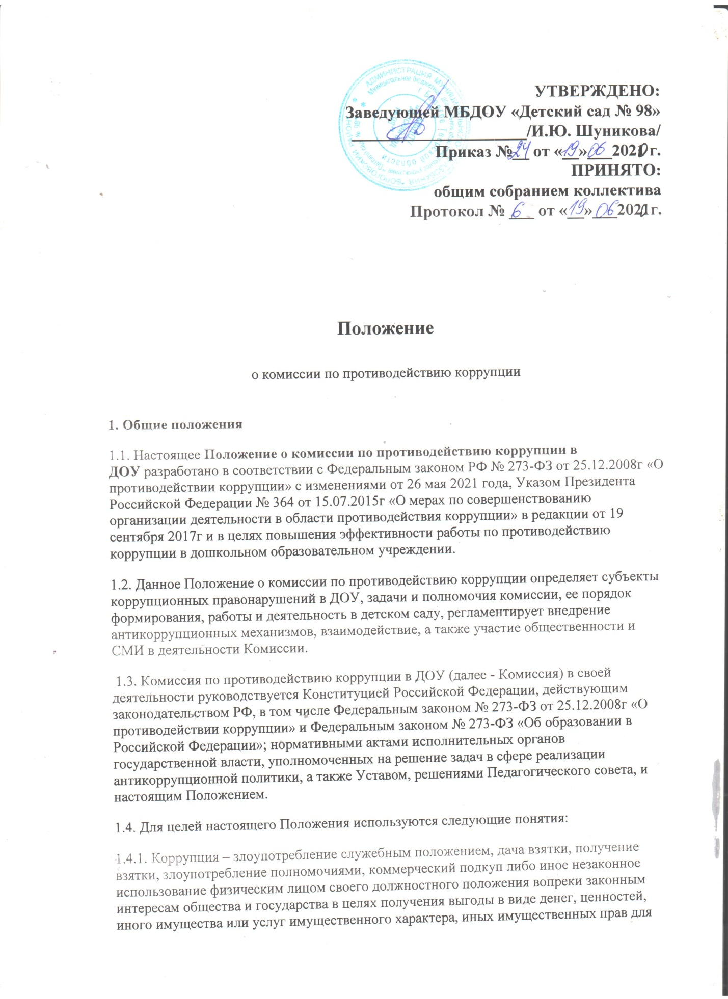 АДМИНИСТРАЦИЯ МУНИЦИПАЛЬНОГО ОБРАЗОВАНИЯ "БОЛОГОВСКИЙ РАЙОН"
Муниципальное бюджетное
УТВЕРЖДЕНО:
Заведующей МБДОУ «Детский сад № 98»
____________________/И.Ю. Шуникова/
Приказ №24 от «19» 06 202 г.
ПРИНЯТО:
общим собранием коллектива
Протокол № 6 от «19» 06 202 г.
Положение
о комиссии по противодействию коррупции
1. Общие положения
1.1. Настоящее Положение о комиссии по противодействию коррупции в
ДОУ разработано в соответствии с Федеральным законом РФ № 273-ФЗ от 25.12.2008г «О
противодействии коррупции» с изменениями от 26 мая 2021 года, Указом Президента
Российской Федерации № 364 от 15.07.2015г «О мерах по совершенствованию
организации деятельности в области противодействия коррупции» в редакции от 19
сентября 2017г и в целях повышения эффективности работы по противодействию
коррупции в дошкольном образовательном учреждении.
1.2. Данное Положение о комиссии по противодействию коррупции определяет субъекты
коррупционных правонарушений в ДОУ, задачи и полномочия комиссии, ее порядок
формирования, работы и деятельность в детском саду, регламентирует внедрение
антикоррупционных механизмов, взаимодействие, а также участие общественности и
СМИ в деятельности Комиссии.
1.3. Комиссия по противодействию коррупции в ДОУ (далее - Комиссия) в своей
деятельности руководствуется Конституцией Российской Федерации, действующим
законодательством РФ, в том числе Федеральным законом № 273-ФЗ от 25.12.2008г «О
противодействии коррупции» и Федеральным законом № 273-ФЗ «Об образовании в
Российской Федерации»; нормативными актами исполнительных органов
государственной власти, уполномоченных на решение задач в сфере реализации
антикоррупционной политики, а также Уставом, решениями Педагогического совета, и
настоящим Положением.
1.4. Для целей настоящего Положения используются следующие понятия:
1.4.1. Коррупция – злоупотребление служебным положением, дача взятки, получение
взятки, злоупотребление полномочиями, коммерческий подкуп либо иное незаконное
использование физическим лицом своего должностного положения вопреки законным
интересам общества и государства в целях получения выгоды в виде денег, ценностей,
иного имущества или услуг имущественного характера, иных имущественных прав для